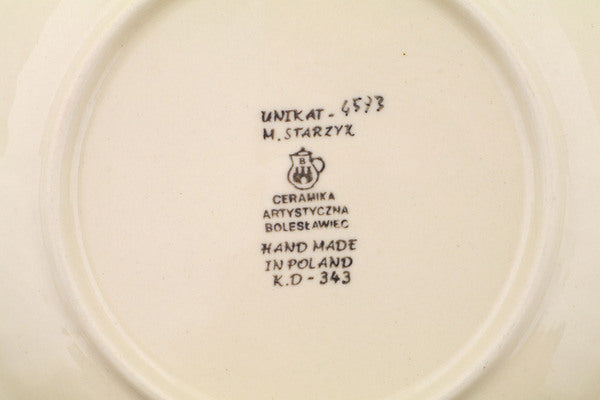 UNIKAT - 4573
M. STARZYK
B
CERAMIKA
ARTYSTYCZNA
BOLESŁAWIEC
HAND MADE
IN POLAND
K.D - 343